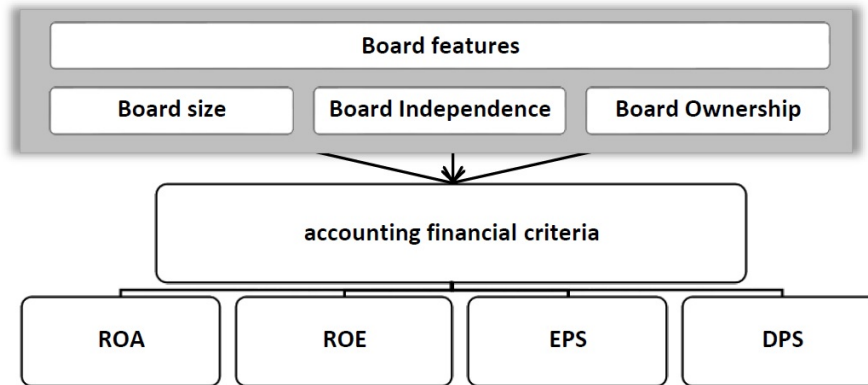 Board features
Board size
Board Independence
Board Ownership
accounting financial criteria
ROA
ROE
EPS
DPS